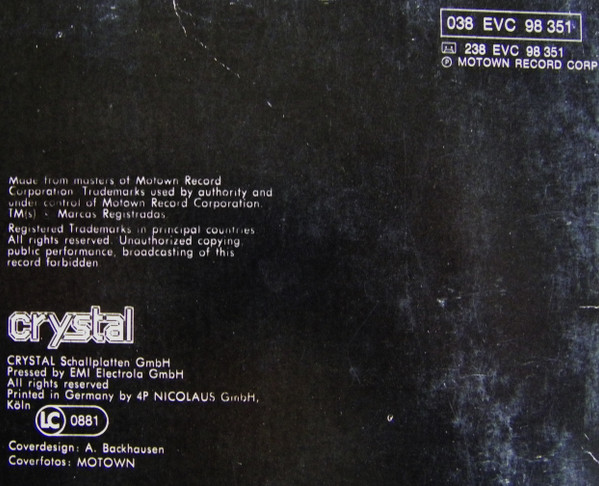 038 EVC 98 351
238 EVC 98 351
℗ MOTOWN RECORD CORP
Made from masters of Motown Record
Corporation. Trademarks used by authority and
under control of Motown Record Corporation.
TM(s) - Marcas Registradas.
Registered Trademarks in principal countries
All rights reserved. Unauthorized copying,
public performance, broadcasting of this
record forbidden
crystal
CRYSTAL Schallplatten GmbH
Pressed by EMI Electrola GmbH
All rights reserved
Printed in Germany by 4P NICOLAUS GmbH,
Köln
LC 0881
Coverdesign: A. Backhausen
Coverfotos: MOTOWN